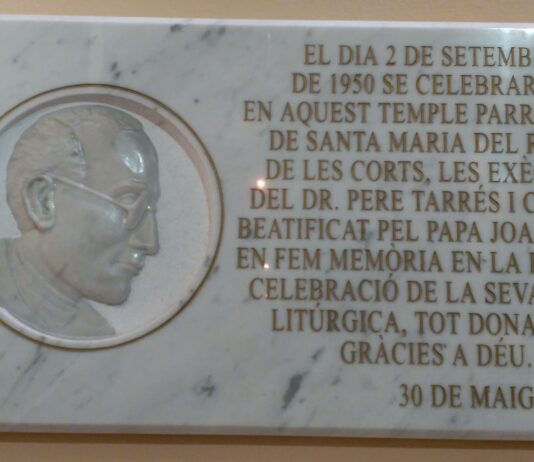 EL DIA 2 DE SETEMB
DE 1950 SE CELEBRAR
EN AQUEST TEMPLE PARR
DE SANTA MARIA DEL
DE LES CORTS, LES EXÈ
DEL DR. PERE TARRÉS I C
BEATIFICAT PEL PAPA JOA
EN FEM MEMÒRIA EN LA
CELEBRACIÓ DE LA SEVA
LITÚRGICA, TOT DONA
GRÀCIES A DÉU.
30 DE MAIG